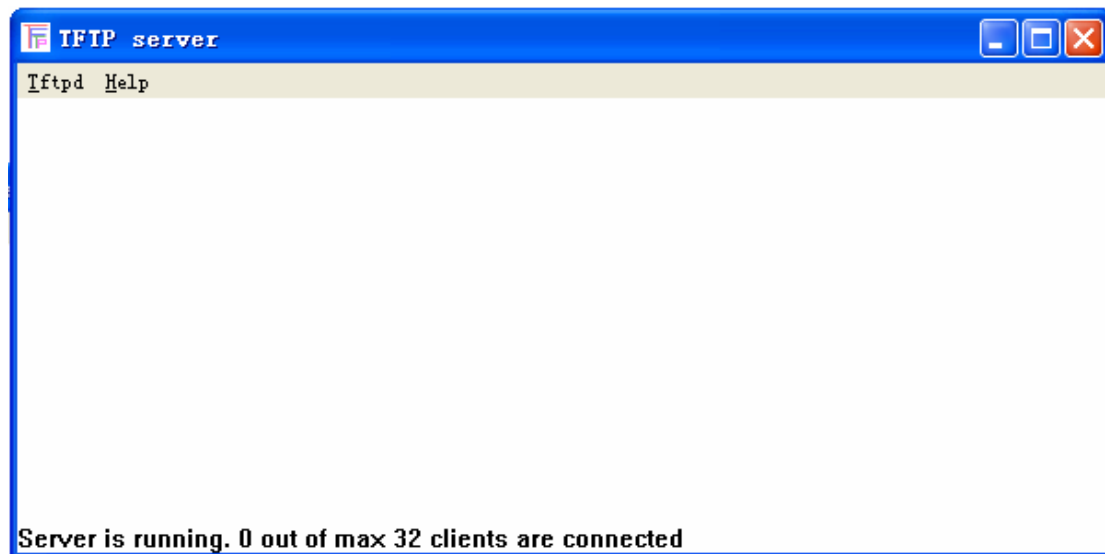 TFTP server
Tftpd Help
Server is running. 0 out of max 32 clients are connected